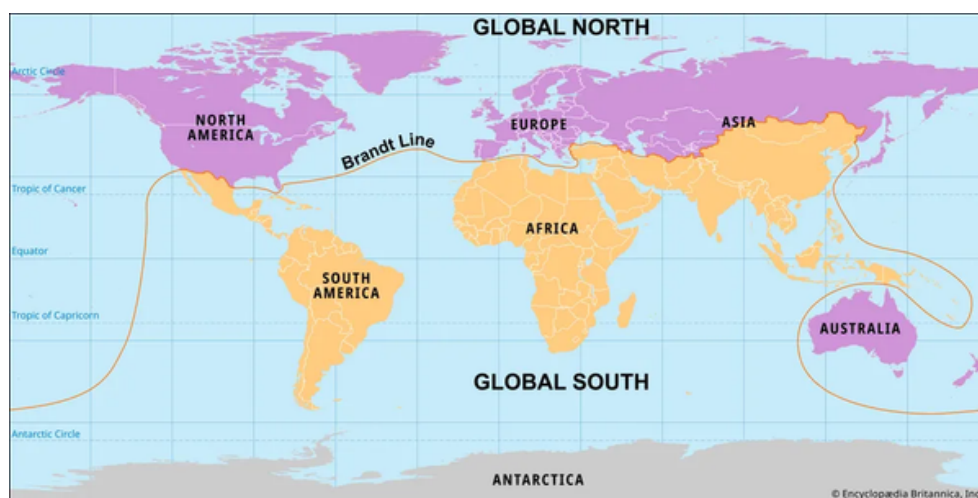 GLOBAL NORTH
Arctic Circle
NORTH
AMERICA
EUROPE
ASIA
Brandt Line
Tropic of Cancer
AFRICA
Equator
SOUTH
AMERICA
Tropic of Capricorn
AUSTRALIA
GLOBAL SOUTH
Antarctic Circle
ANTARCTICA
© Encyclopædia Britannica, Inc